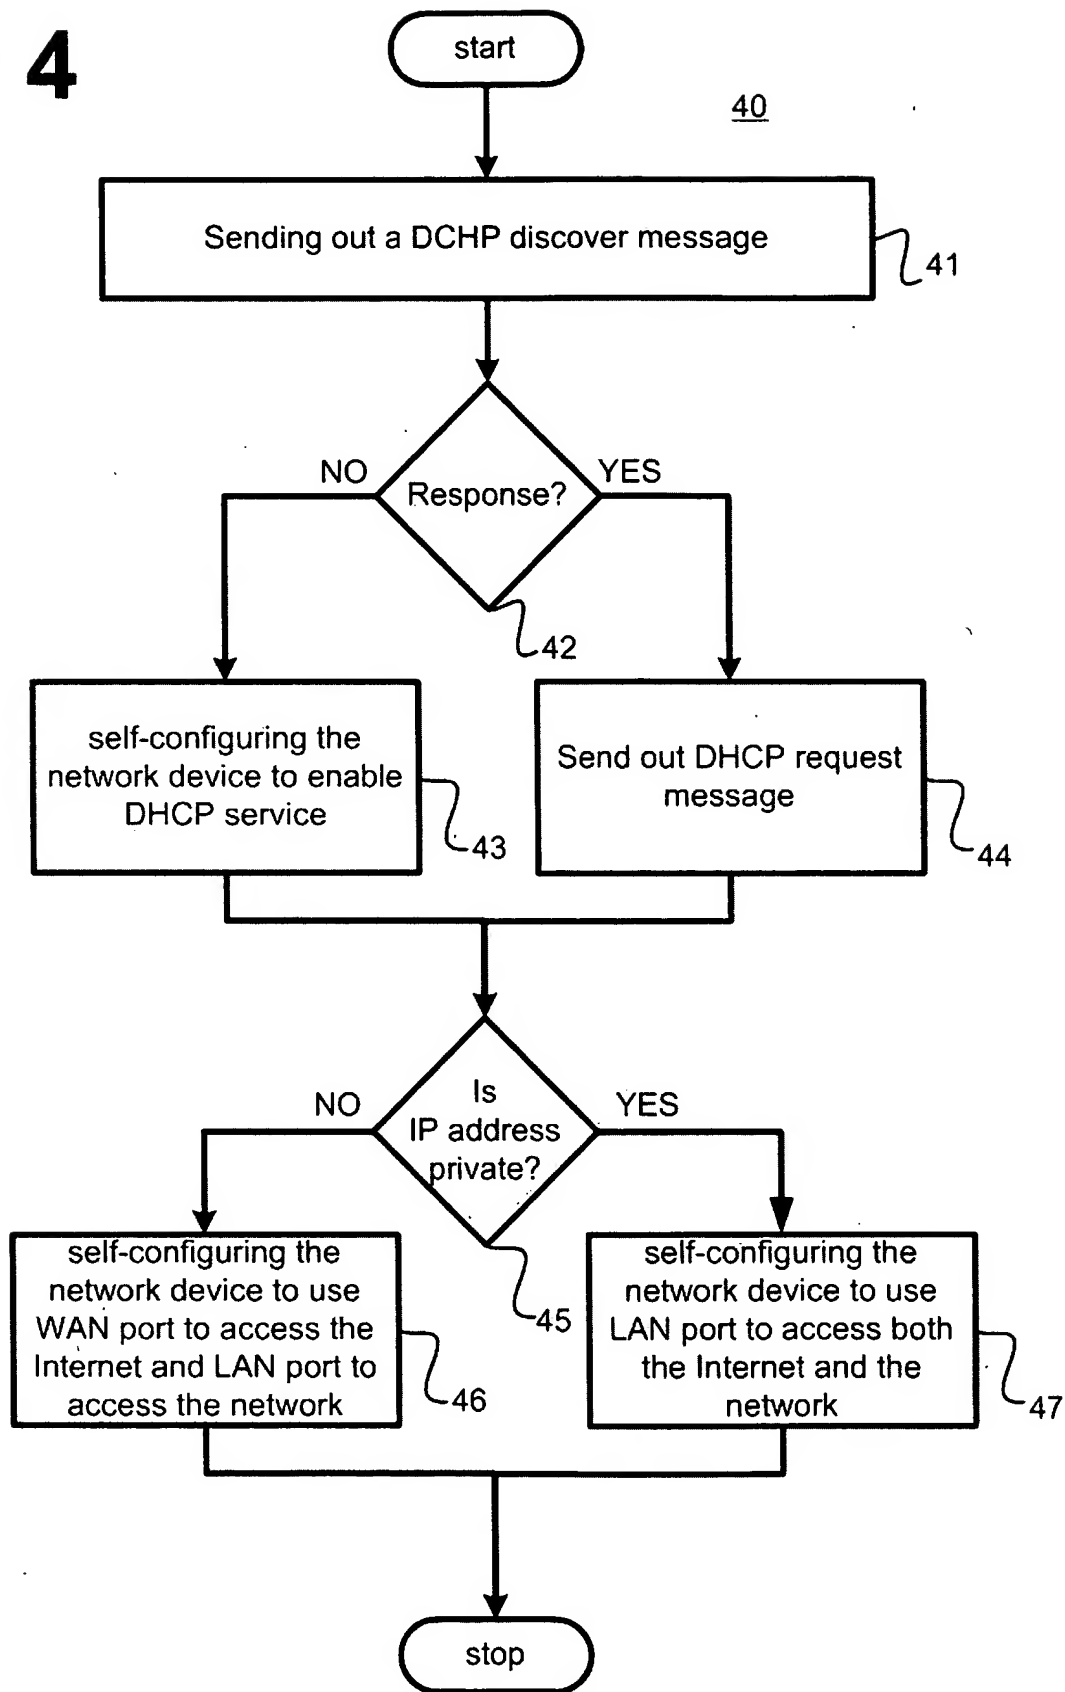 4
start
40
Sending out a DCHP discover message
41
NO
YES
Response?
42
self-configuring the
network device to enable
DHCP service
43
Send out DHCP request
message
44
NO
YES
Is
IP address
private?
45
self-configuring the
network device to use
WAN port to access the
Internet and LAN port to
access the network
46
self-configuring the
network device to use
LAN port to access both
the Internet and the
network
47
stop